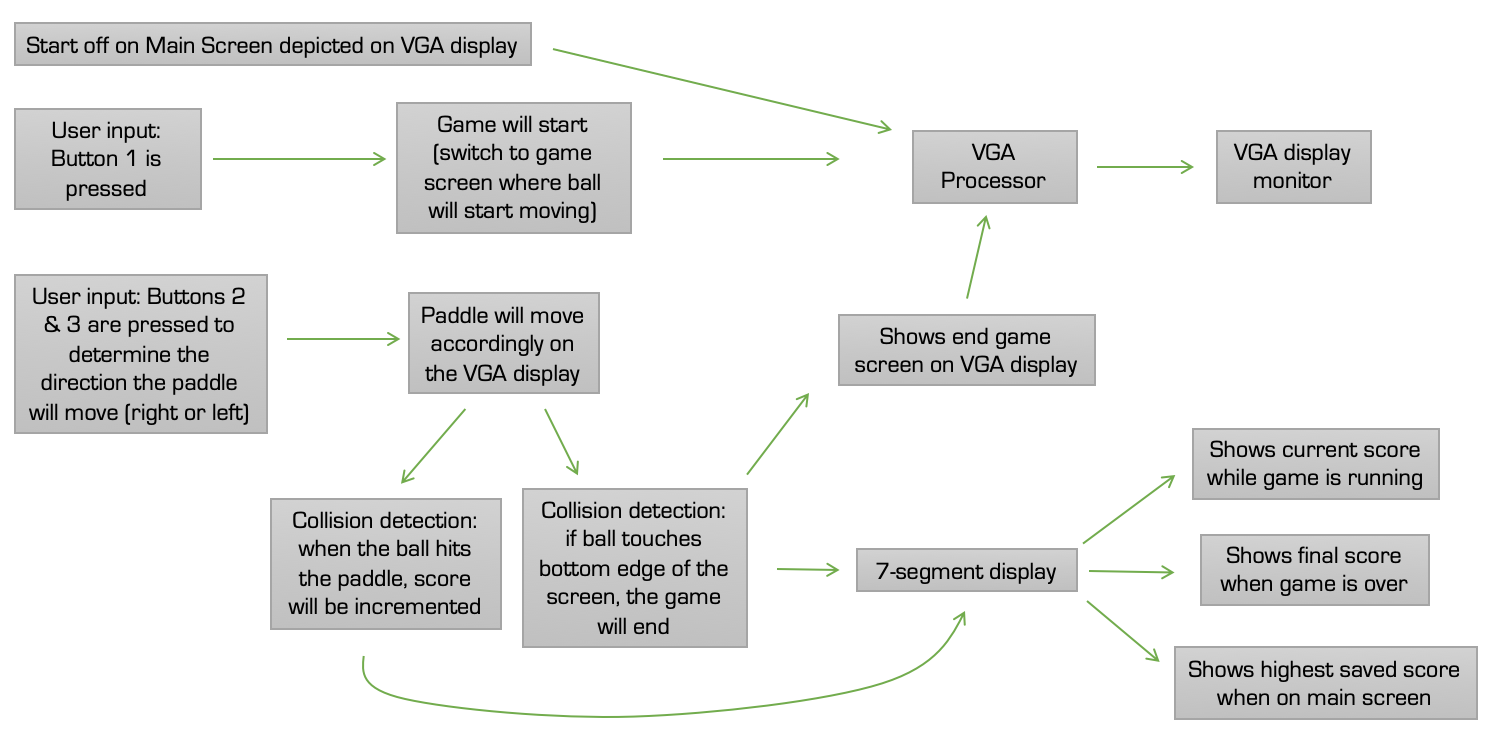 Start off on Main Screen depicted on VGA display
User input:
Button 1 is
pressed
Game will start
(switch to game
screen where ball
will start moving)
VGA
Processor
VGA display
monitor
User input: Buttons 2
& 3 are pressed to
determine the
direction the paddle
will move (right or left)
Paddle will move
accordingly on
the VGA display
Shows end game
screen on VGA display
Collision detection:
when the ball hits
the paddle, score
will be incremented
Collision detection:
if ball touches
bottom edge of the
screen, the game
will end
7-segment display
Shows current score
while game is running
Shows final score
when game is over
Shows highest saved score
when on main screen